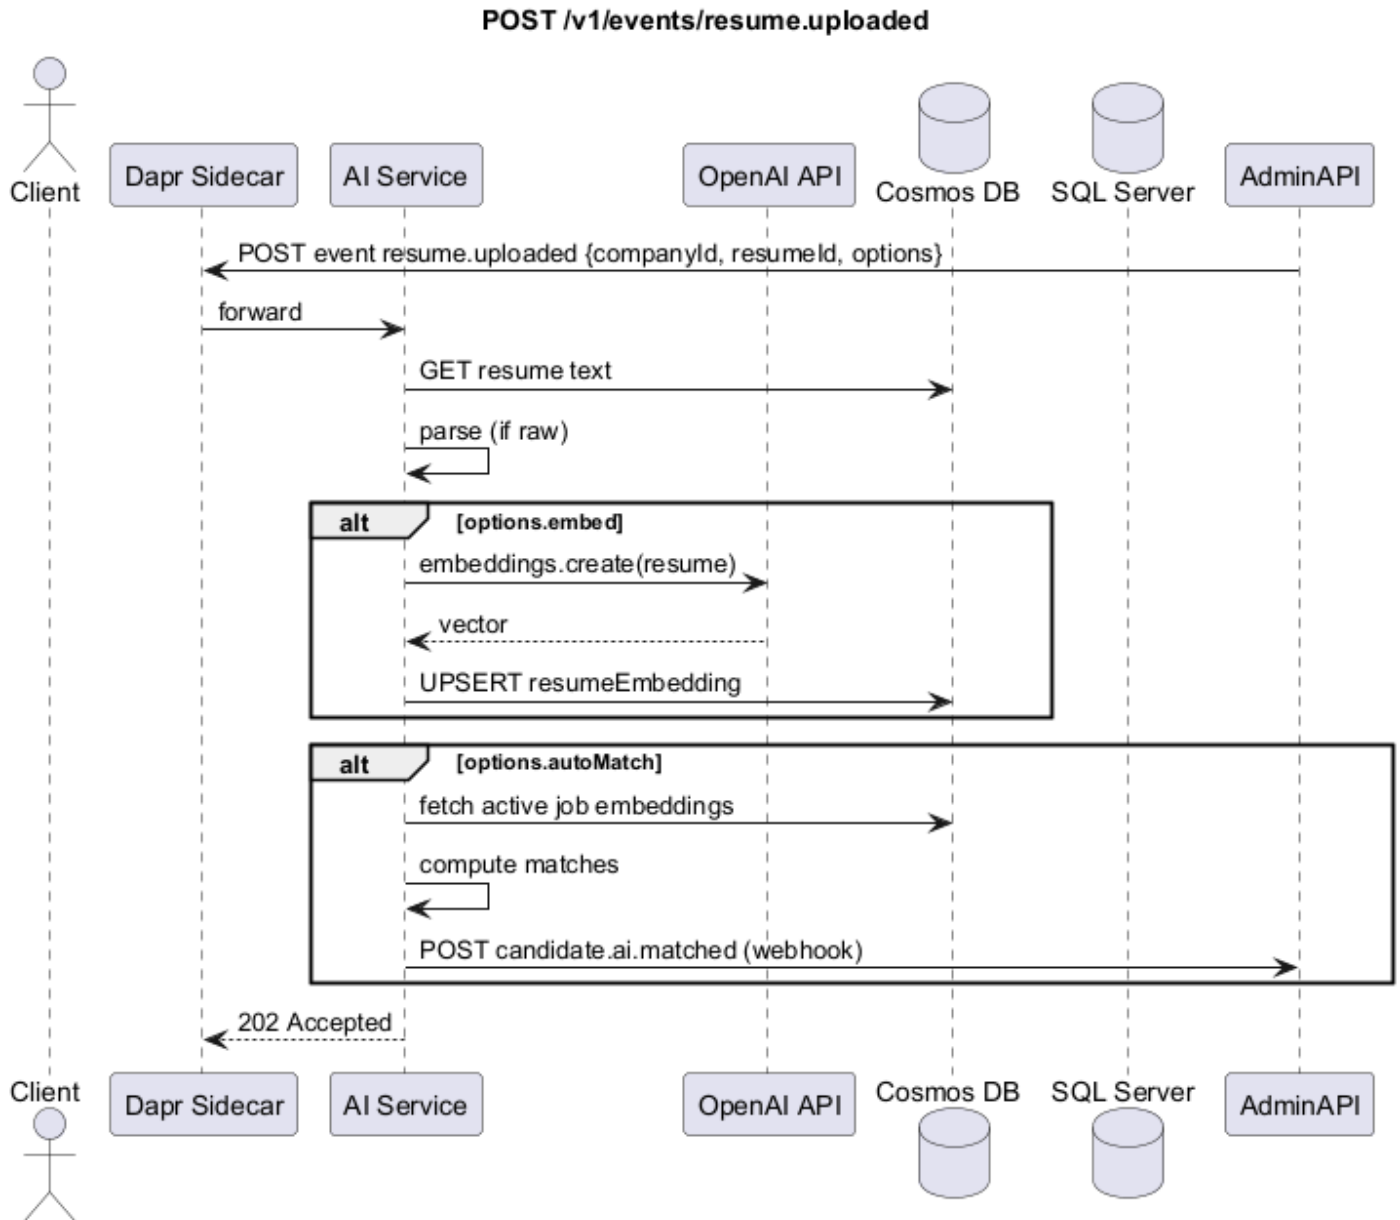 POST /v1/events/resume.uploaded
Client
Dapr Sidecar
AI Service
OpenAI API
Cosmos DB
SQL Server
AdminAPI
POST event resume.uploaded {companyId, resumeId, options}
forward
GET resume text
parse (if raw)
alt [options.embed]
embeddings.create(resume)
vector
UPSERT resumeEmbedding
alt [options.autoMatch]
fetch active job embeddings
compute matches
POST candidate.ai.matched (webhook)
202 Accepted
Client
Dapr Sidecar
AI Service
OpenAI API
Cosmos DB
SQL Server
AdminAPI